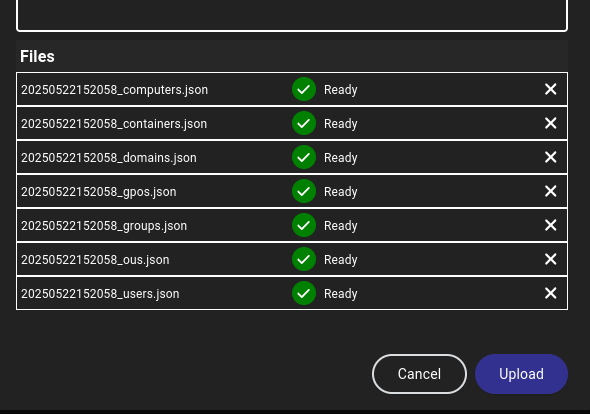 Files
20250522152058_computers.json Ready
20250522152058_containers.json Ready
20250522152058_domains.json Ready
20250522152058_gpos.json Ready
20250522152058_groups.json Ready
20250522152058_ous.json Ready
20250522152058_users.json Ready
Cancel Upload